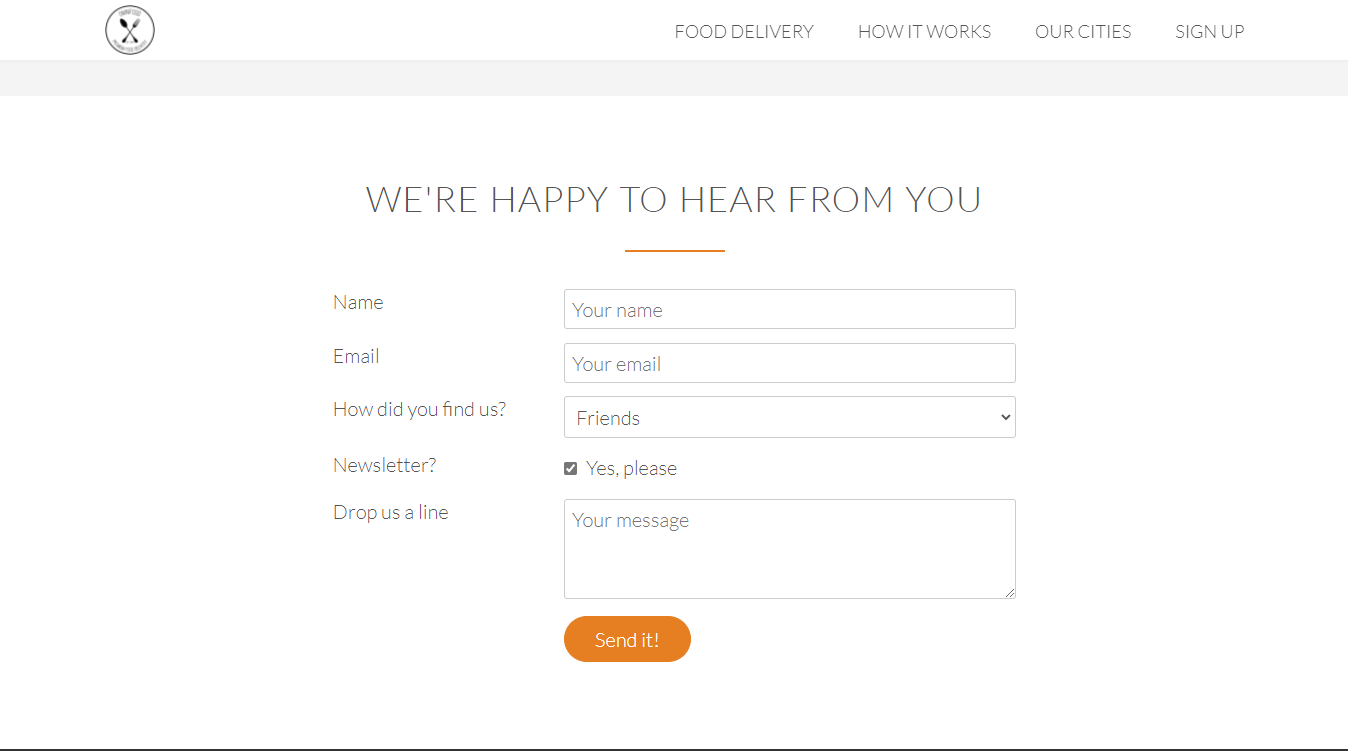 FOOD DELIVERY HOW IT WORKS OUR CITIES SIGN UP
WE'RE HAPPY TO HEAR FROM YOU
Name
Your name
Email
Your email
How did you find us?
Friends
Newsletter?
Yes, please
Drop us a line
Your message
Send it!